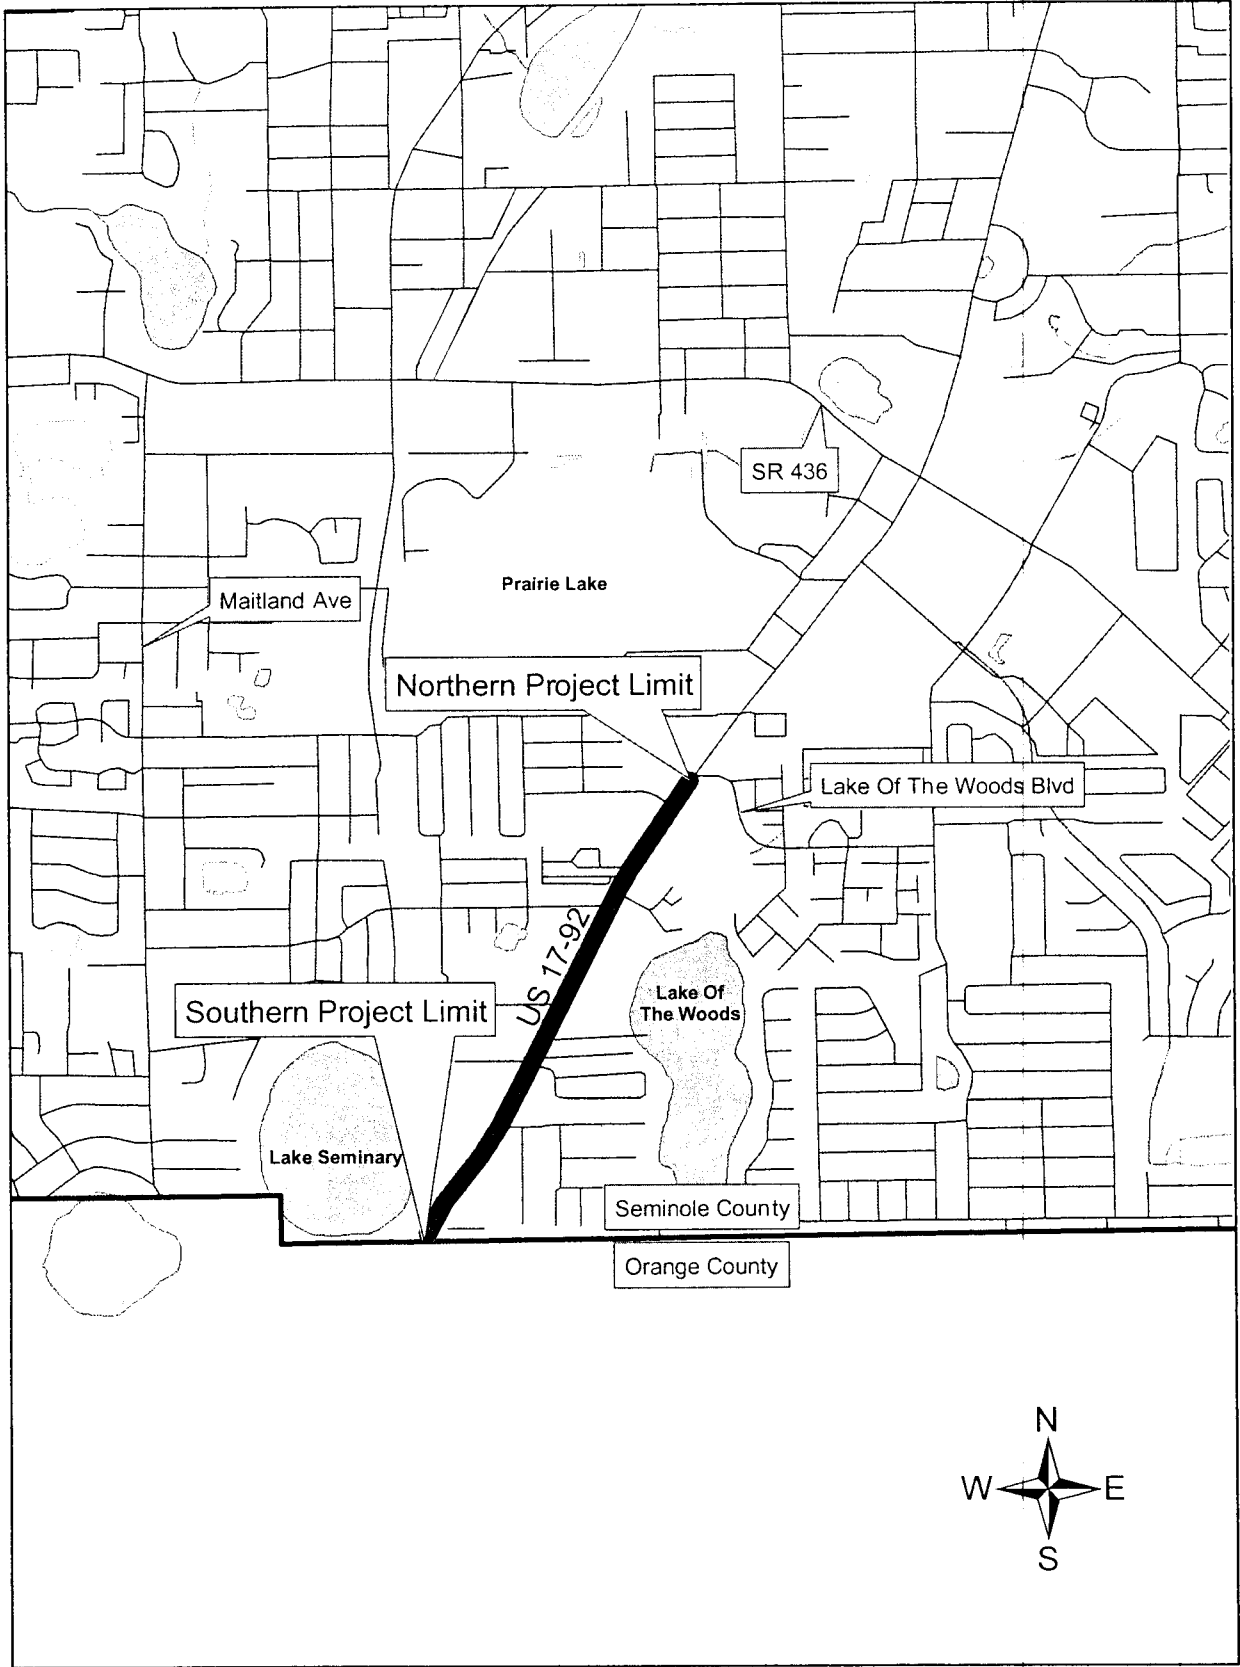 SR 436
Prairie Lake
Maitland Ave
Northern Project Limit
Lake Of The Woods Blvd
US 17-92
Lake Of
The Woods
Southern Project Limit
Lake Seminary
Seminole County
Orange County
N
W
E
S